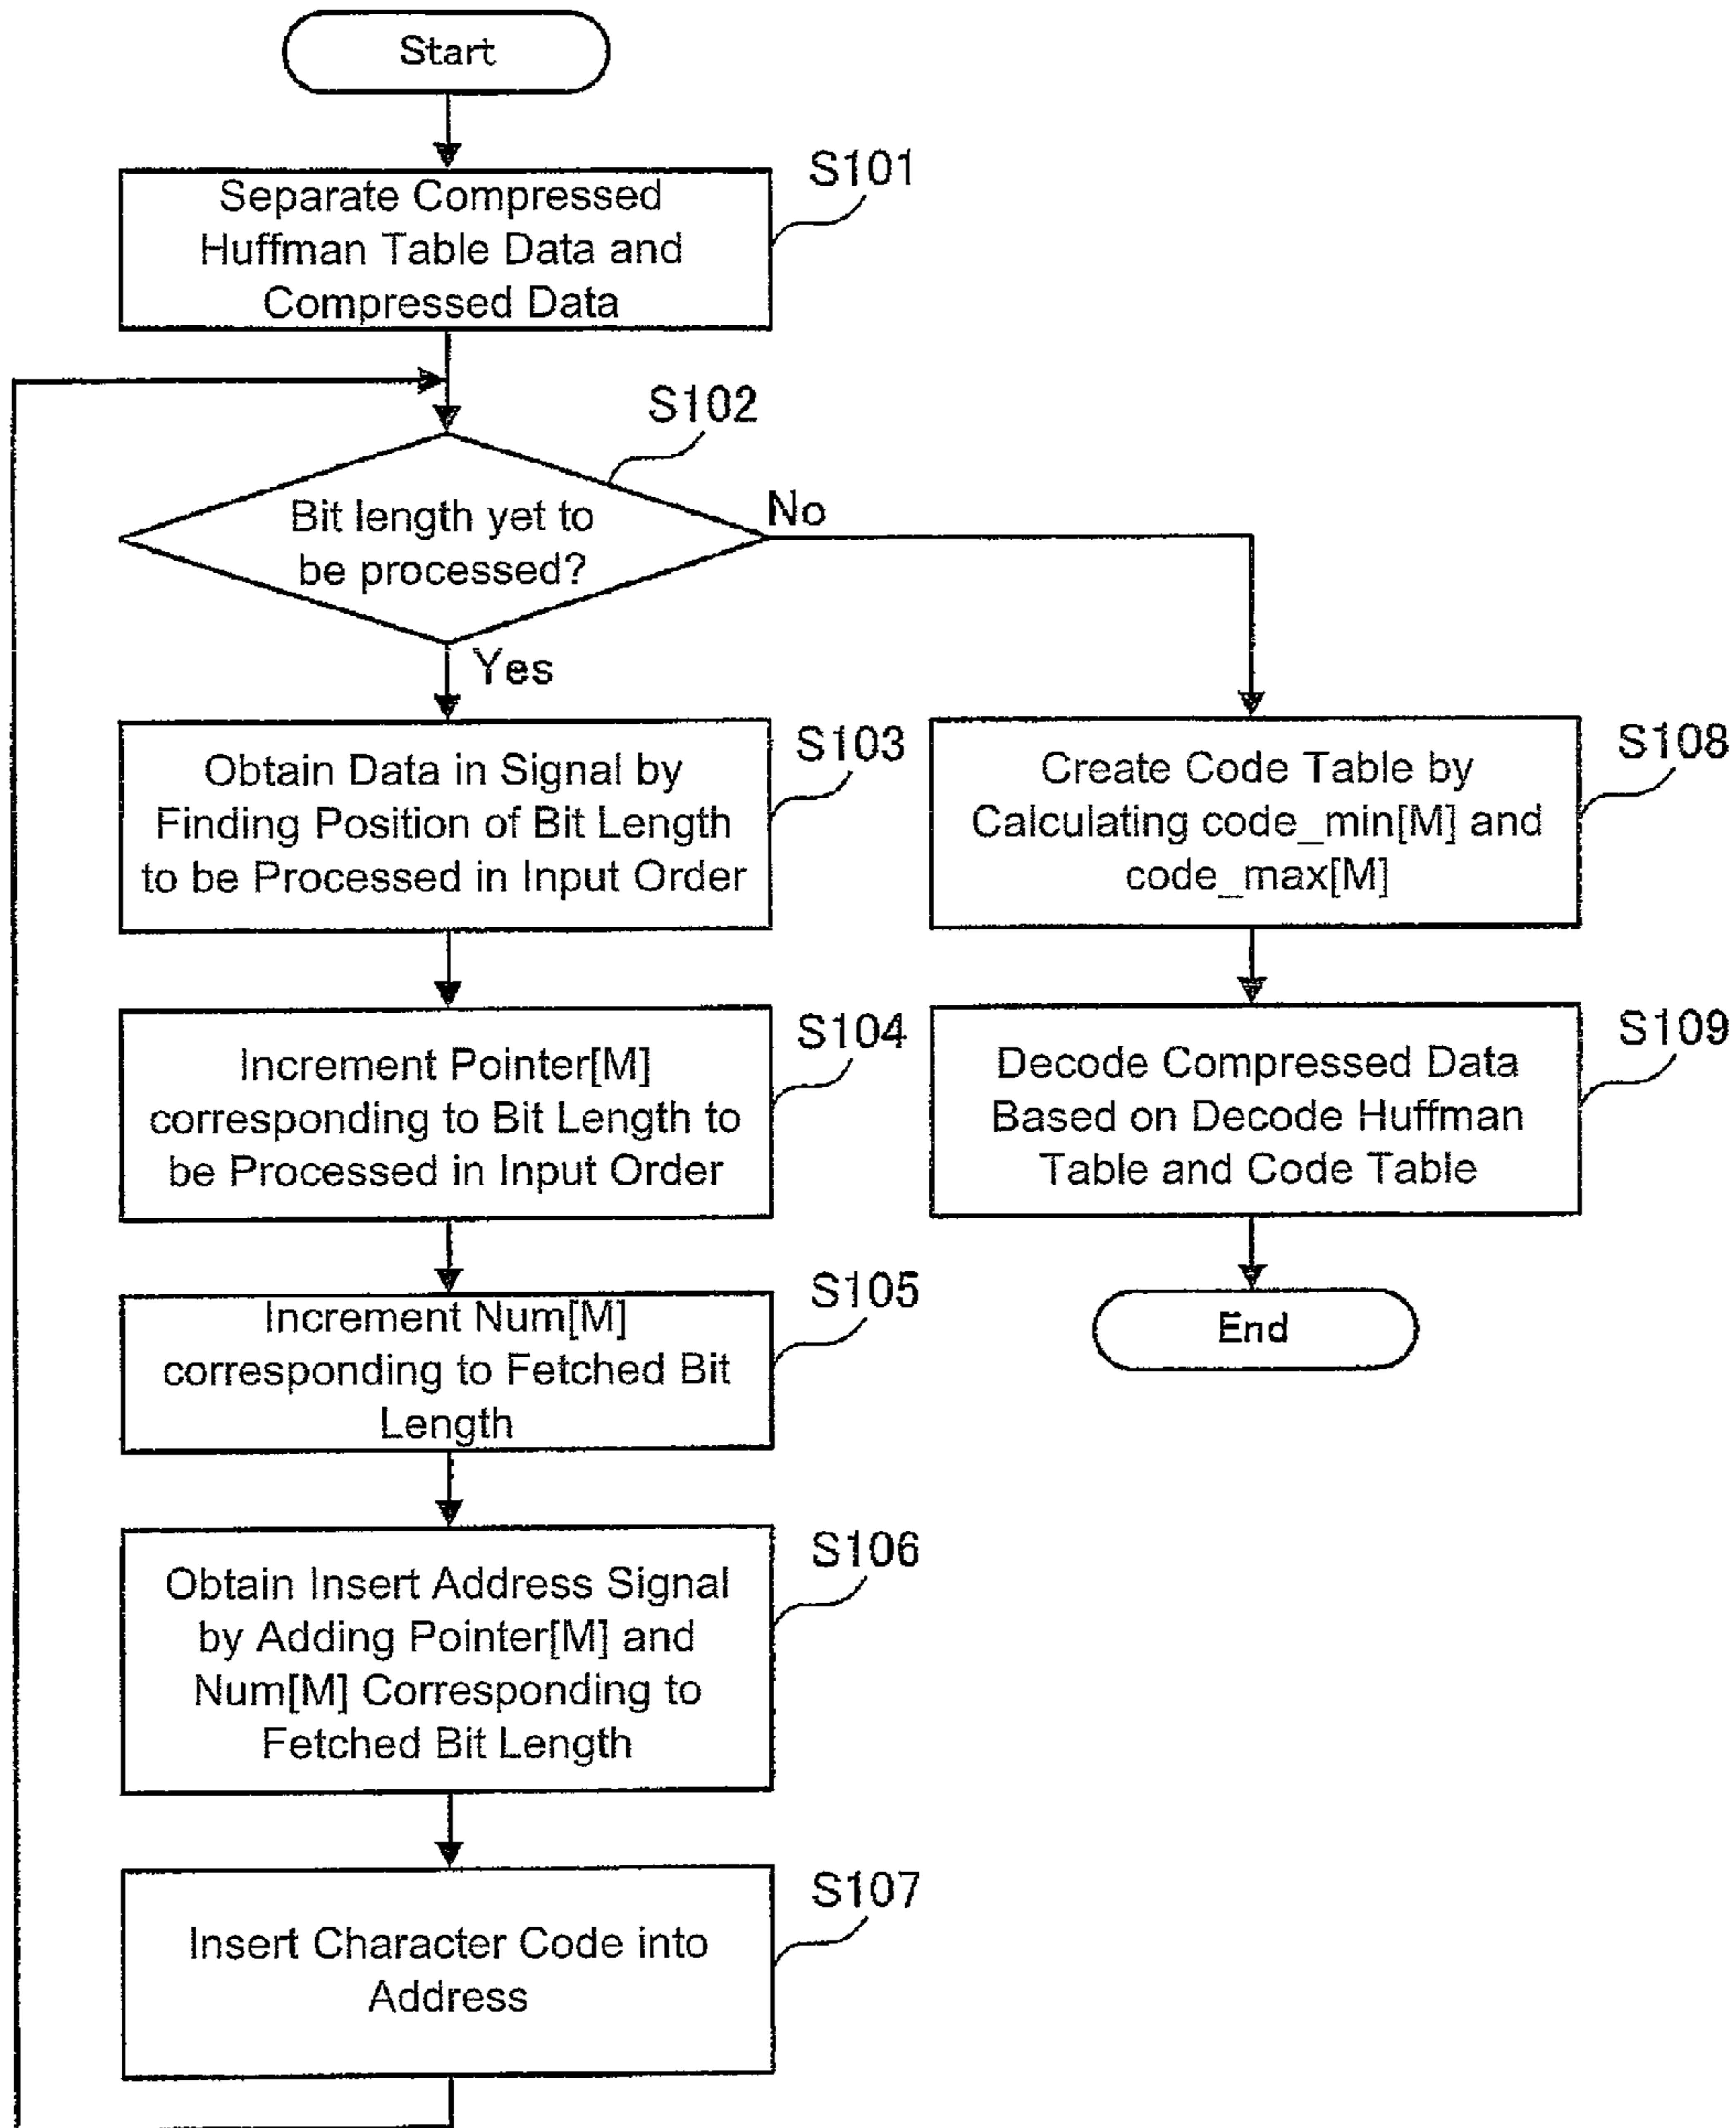 Start
S101
Separate Compressed
Huffman Table Data and
Compressed Data
S102
Bit length yet to
be processed?
No
Yes
S103
Obtain Data in Signal by
Finding Position of Bit Length
to be Processed in Input Order
S108
Create Code Table by
Calculating code_min[M] and
code_max[M]
S104
Increment Pointer[M]
corresponding to Bit Length to
be Processed in Input Order
S109
Decode Compressed Data
Based on Decode Huffman
Table and Code Table
S105
Increment Num[M]
corresponding to Fetched Bit
Length
End
S106
Obtain Insert Address Signal
by Adding Pointer[M] and
Num[M] Corresponding to
Fetched Bit Length
S107
Insert Character Code into
Address